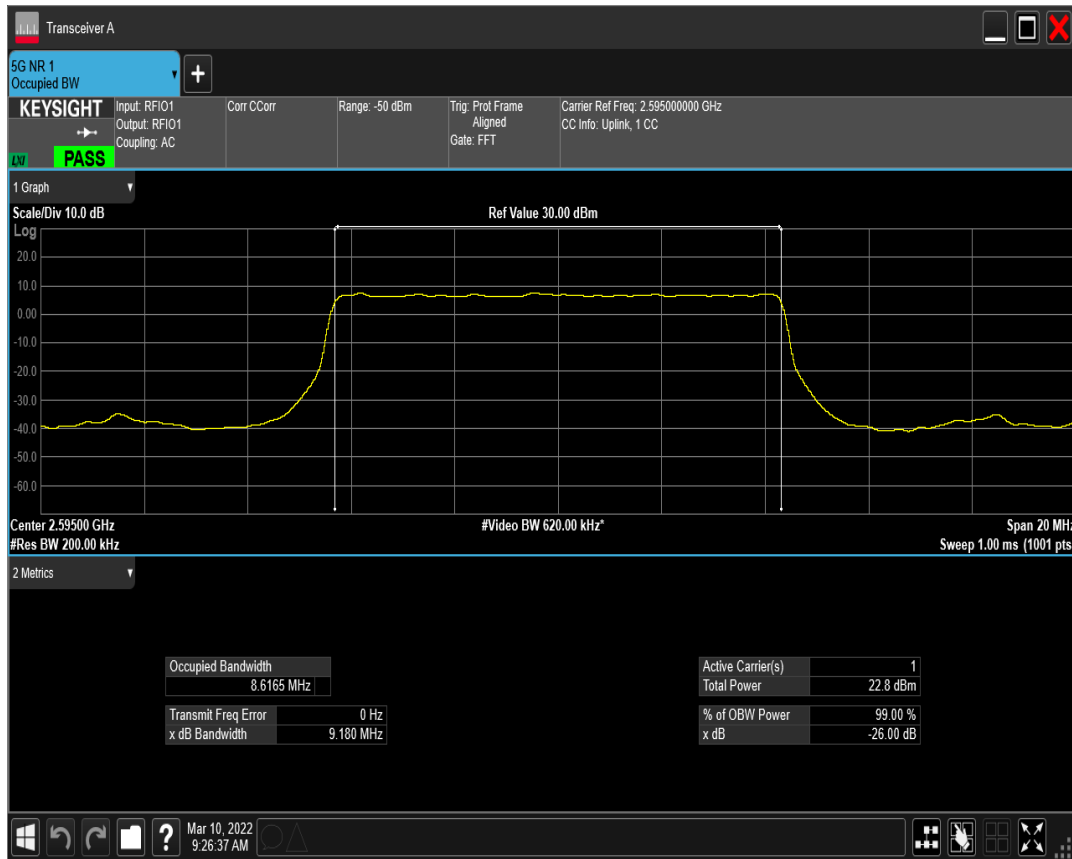 Transceiver A
5G NR 1
Occupied BW
KEYSIGHT
LXI
PASS
Input: RFIO1
Output: RFIO1
Coupling: AC
Corr CCorr
Range: -50 dBm
Trig: Prot Frame
Aligned
Gate: FFT
Carrier Ref Freq: 2.595000000 GHz
CC Info: Uplink, 1 CC
1 Graph
Scale/Div 10.0 dB
Ref Value 30.00 dBm
Log
20.0
10.0
0.00
-10.0
-20.0
-30.0
-40.0
-50.0
-60.0
Center 2.59500 GHz
#Video BW 620.00 kHz*
Span 20 MHz
#Res BW 200.00 kHz
Sweep 1.00 ms (1001 pts
2 Metrics
Occupied Bandwidth
8.6165 MHz
Transmit Freq Error 0 Hz
x dB Bandwidth 9.180 MHz
Active Carrier(s) 1
Total Power 22.8 dBm
% of OBW Power 99.00 %
x dB -26.00 dB
?
Mar 10, 2022
9:26:37 AM